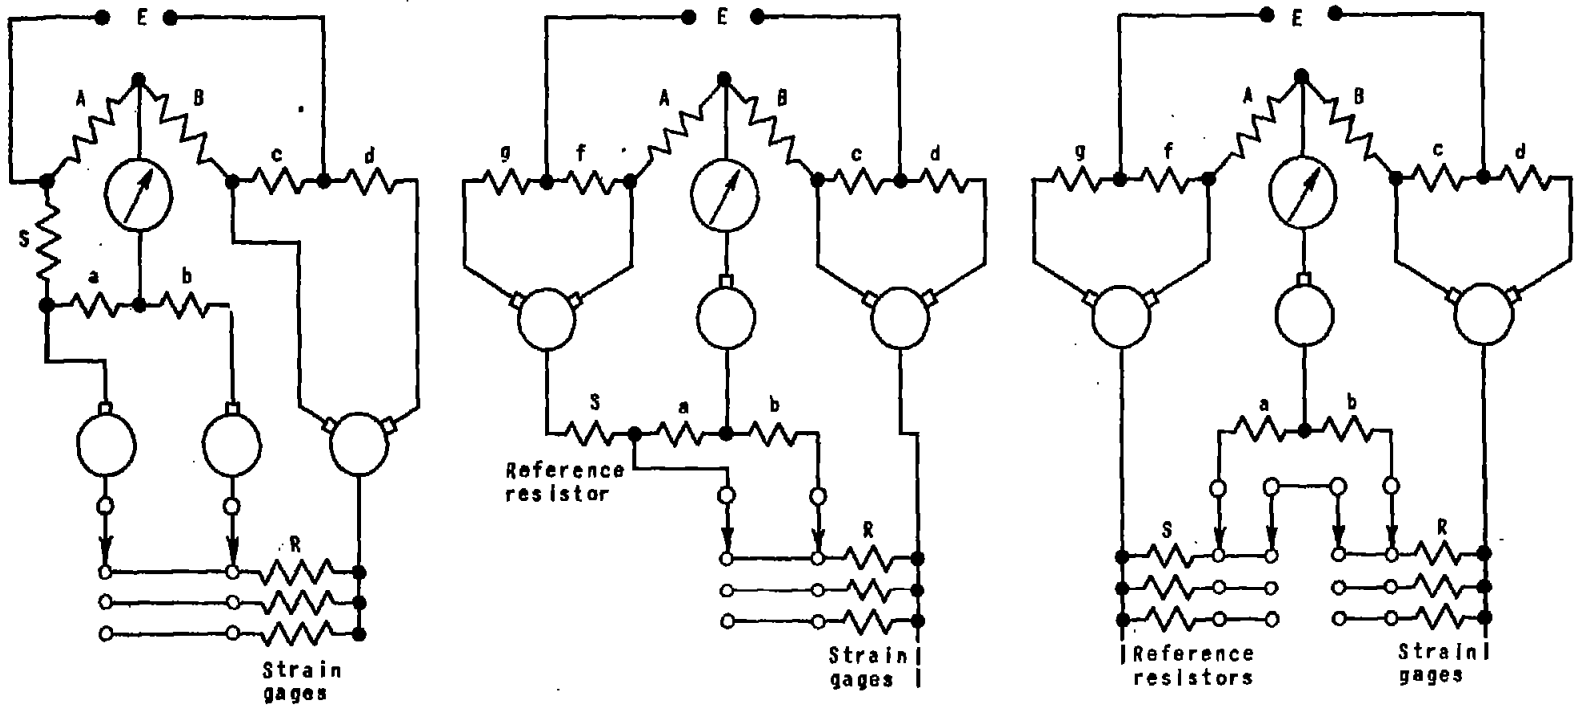 E
A
B
c
d
S
a
b
R
Strain
gages
E
A
B
g
f
c
d
S
a
b
Reference
resistor
R
Strain
gages
E
A
B
g
f
c
d
a
b
S
R
Reference
resistors
Strain
gages